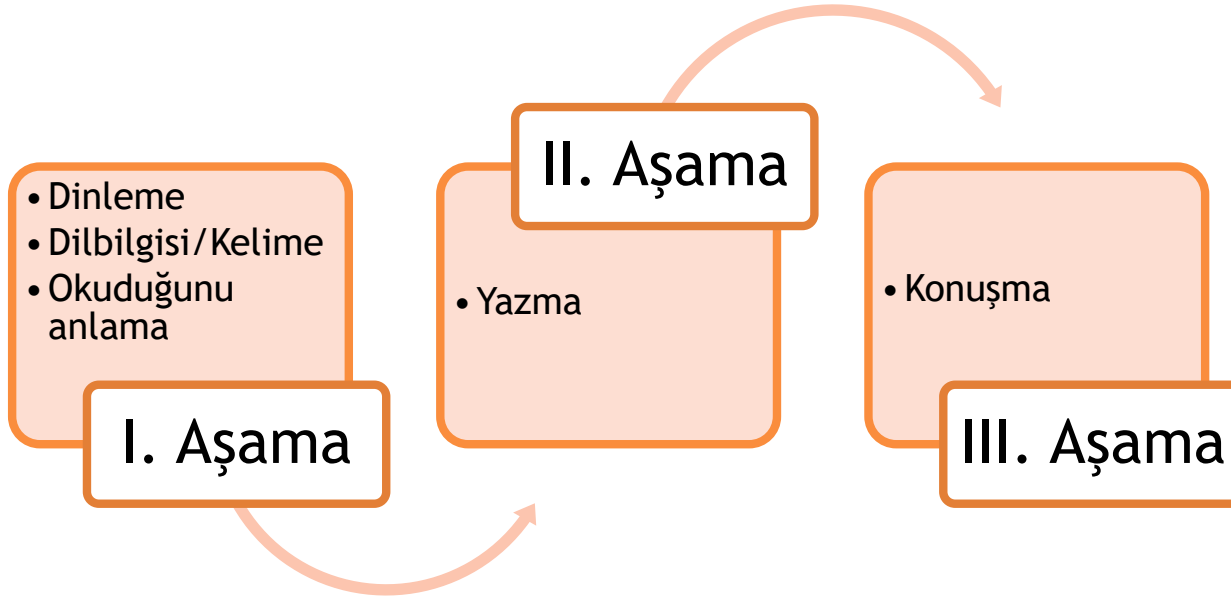 • Dinleme
• Dilbilgisi/Kelime
• Okuduğunu
anlama
I. Aşama
II. Aşama
• Yazma
• Konuşma
III. Aşama